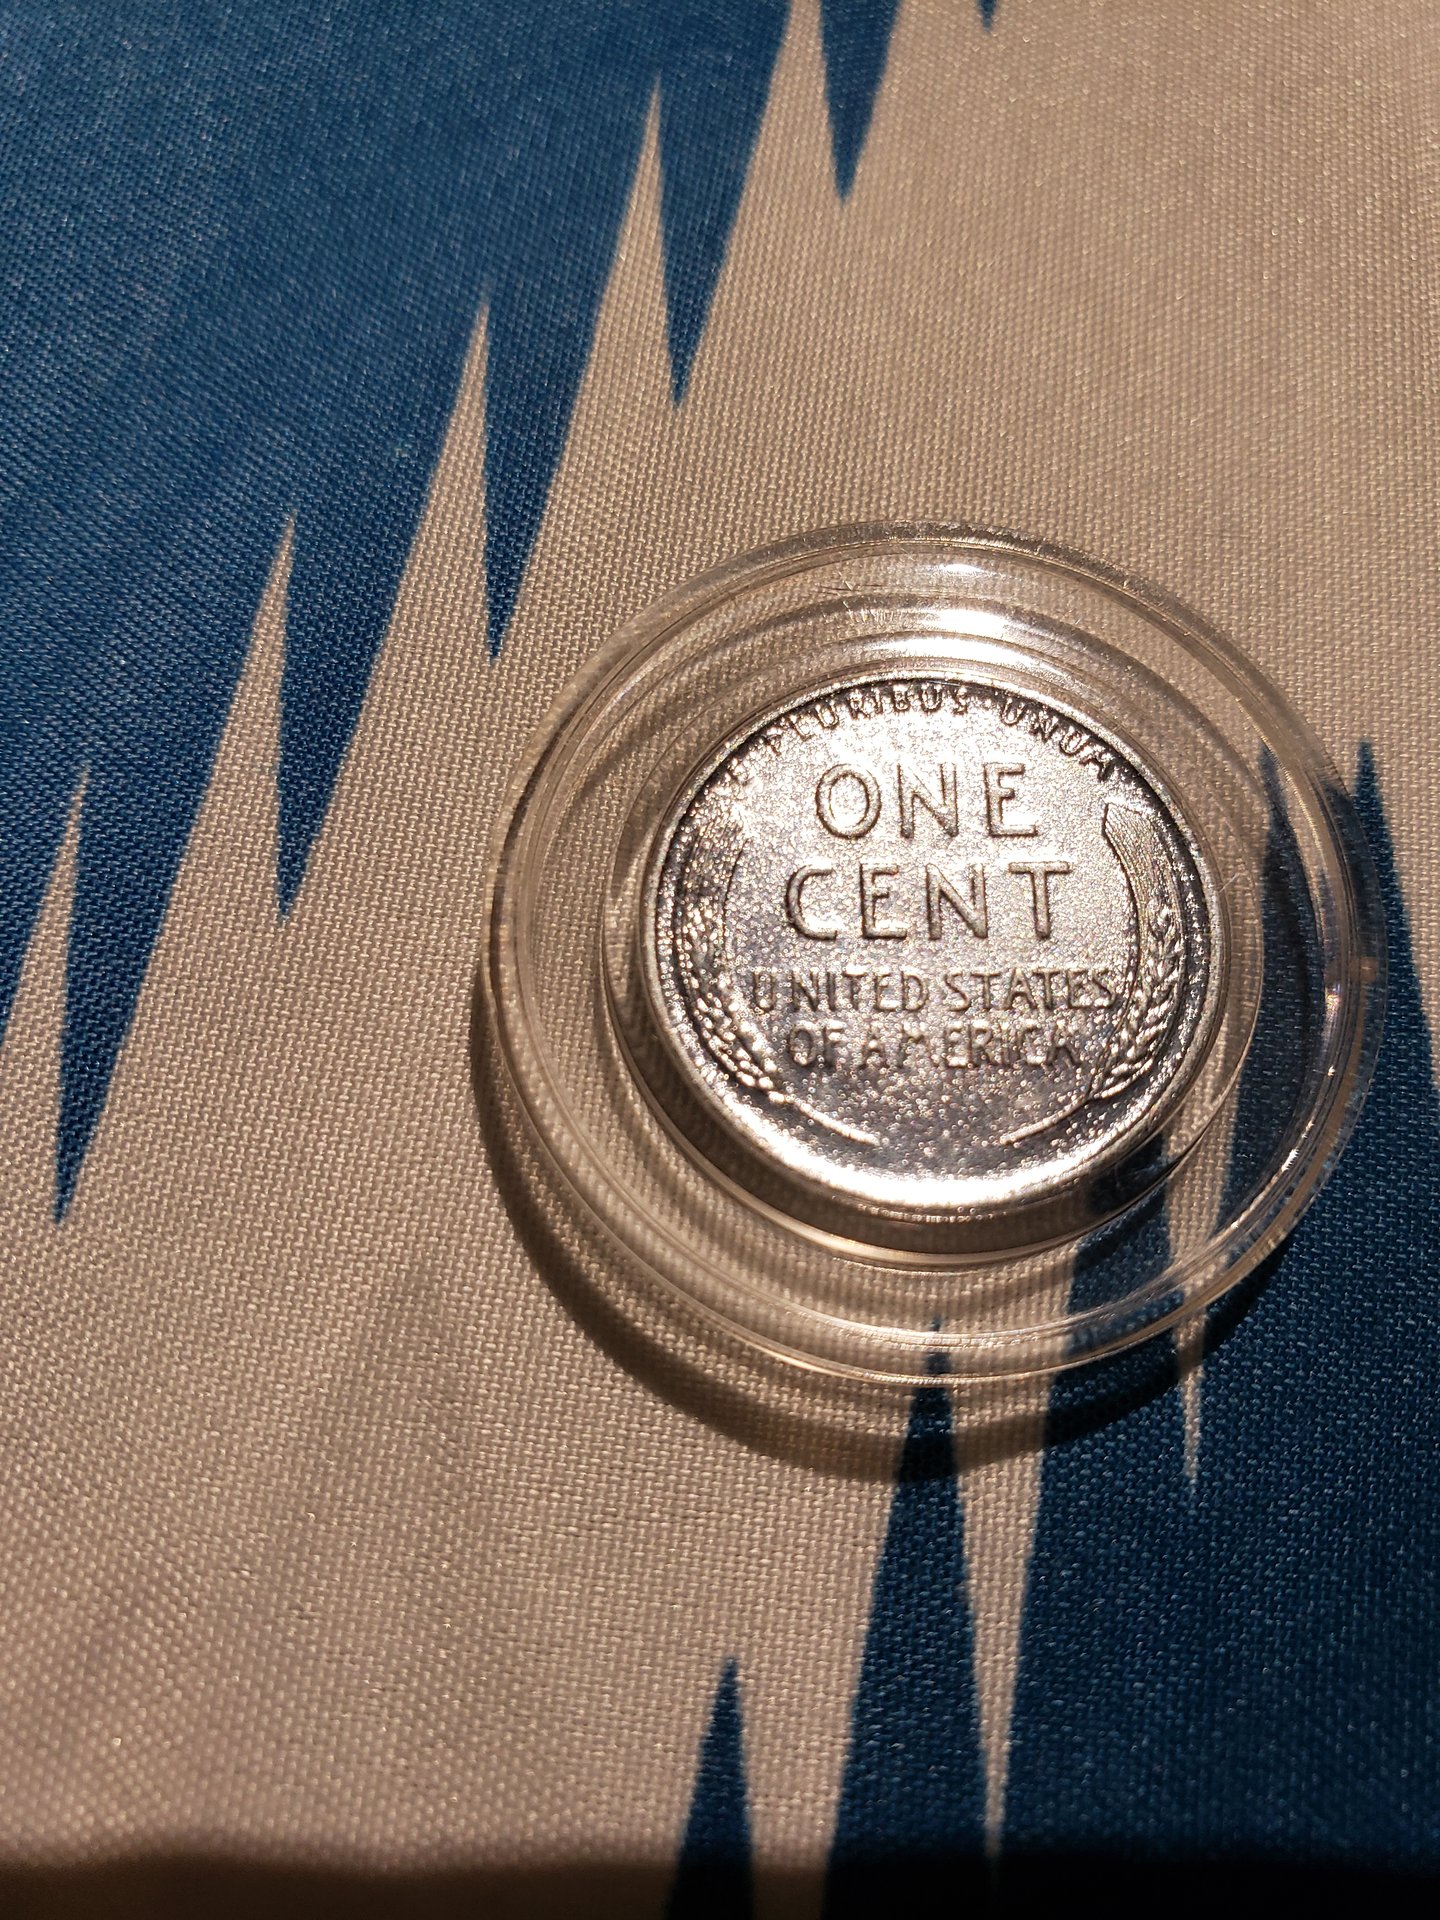 E PLURIBUS UNUM
ONE
CENT
UNITED STATES
OF AMERICA